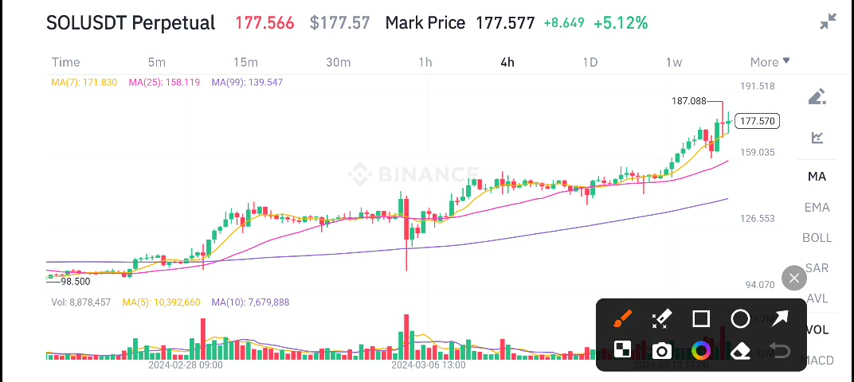 SOLUSDT Perpetual 177.566 $177.57 Mark Price 177.577 +8.649 +5.12%
Time 5m 15m 30m 1h 4h 1D 1w More
MA(7): 171.830 MA(25): 158.119 MA(99): 139.547
191.518
187.088
177.570
159.035
BINANCE
MA
EMA
126.553
BOLL
SAR
98.500
94.070
AVL
Vol: 8,878,457 MA(5): 10,392,660 MA(10): 7,679,888
VOL
MACD
2024-02-28 09:00 2024-03-06 13:00